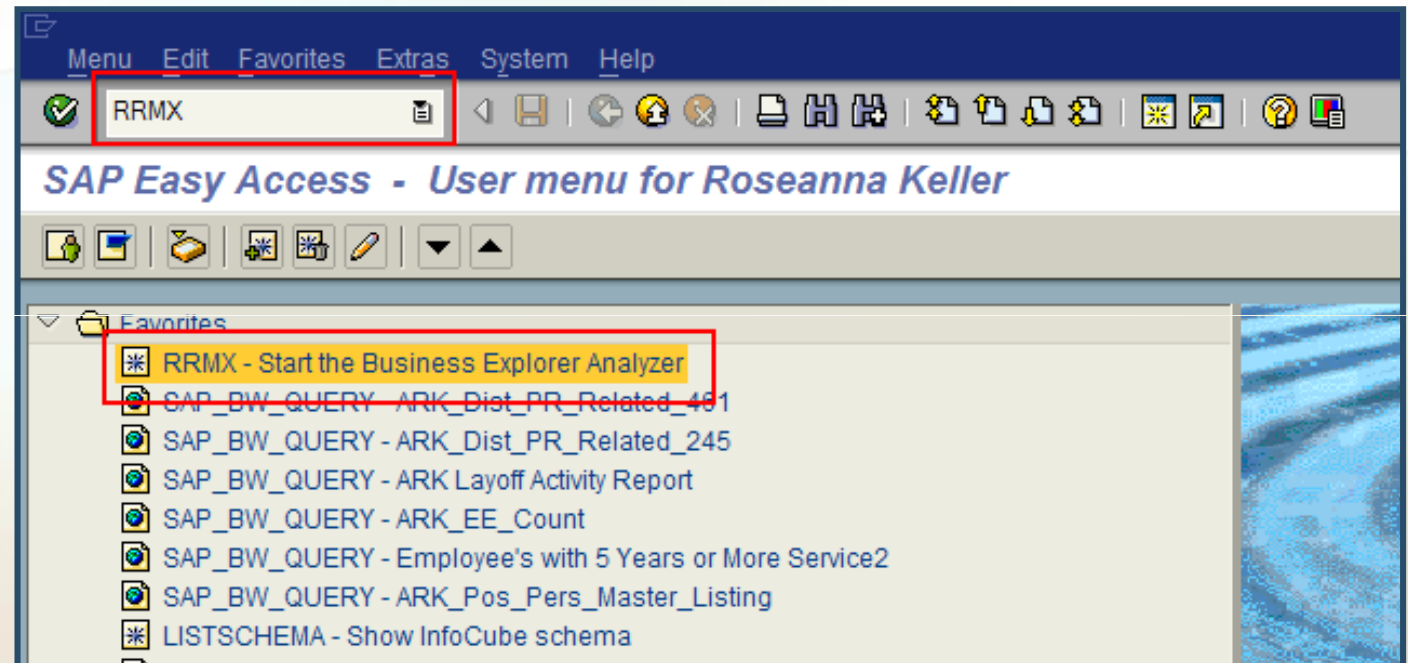 Menu Edit Favorites Extras System Help
RRMX
SAP Easy Access - User menu for Roseanna Keller
Favorites
RRMX - Start the Business Explorer Analyzer
SAP_BW_QUERY - ARK_Dist_PR_Related_461
SAP_BW_QUERY - ARK_Dist_PR_Related_245
SAP_BW_QUERY - ARK Layoff Activity Report
SAP_BW_QUERY - ARK_EE_Count
SAP_BW_QUERY - Employee's with 5 Years or More Service2
SAP_BW_QUERY - ARK_Pos_Pers_Master_Listing
LISTSCHEMA - Show InfoCube schema